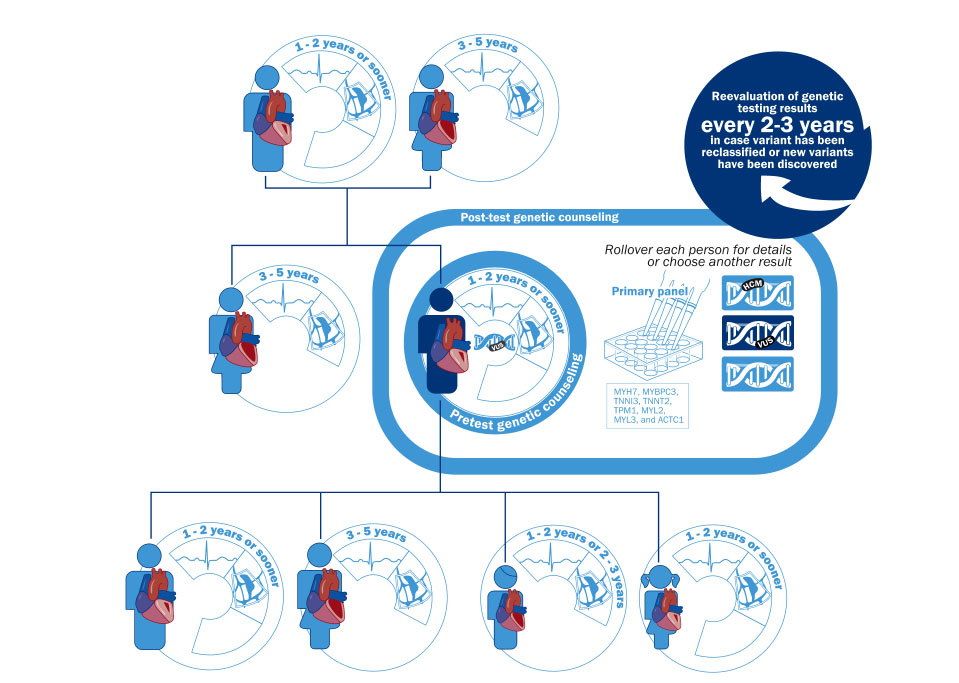 1 - 2 years or sooner
3 - 5 years
Reevaluation of genetic
testing results
every 2-3 years
in case variant has been
reclassified or new variants
have been discovered
Post-test genetic counseling
3 - 5 years
1 - 2 years or sooner
VUS
Pretest genetic counseling
Rollover each person for details
or choose another result
Primary panel
HCM
VUS
MYH7, MYBPC3,
TNNI3, TNNT2,
TPM1, MYL2,
MYL3, and ACTC1
1 - 2 years or sooner
3 - 5 years
1 - 2 years or 2 - 3 years
1 - 2 years or sooner